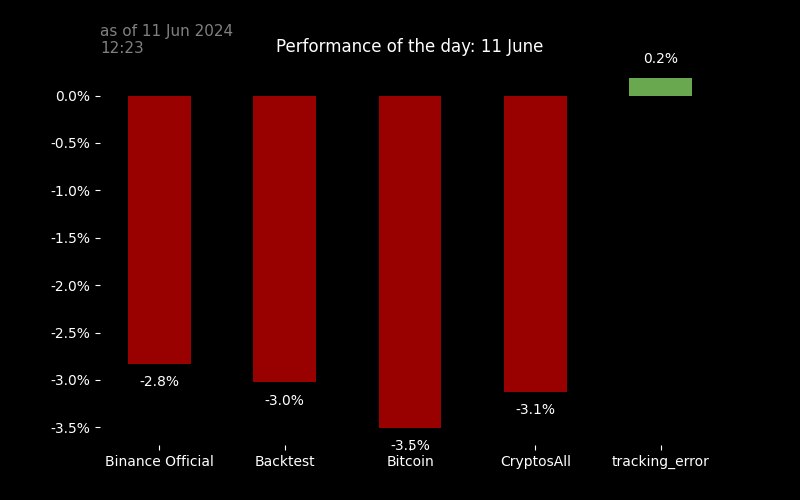 as of 11 Jun 2024
12:23
Performance of the day: 11 June
0.2%
0.0%
-0.5%
-1.0%
-1.5%
-2.0%
-2.5%
-3.0%
-3.5%
-2.8%
-3.0%
-3.5%
-3.1%
Binance Official
Backtest
Bitcoin
CryptosAll
tracking_error